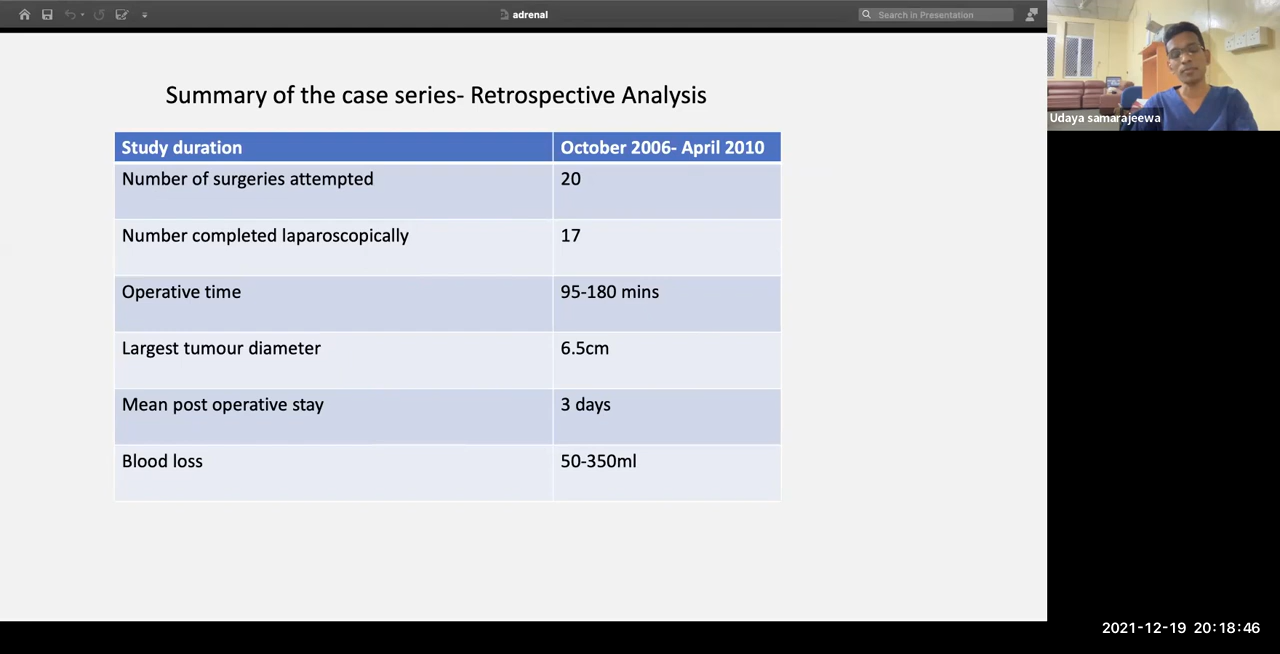 adrenal
Search in Presentation
Udaya samarajeewa
Summary of the case series- Retrospective Analysis
Study duration October 2006- April 2010
Number of surgeries attempted 20
Number completed laparoscopically 17
Operative time 95-180 mins
Largest tumour diameter 6.5cm
Mean post operative stay 3 days
Blood loss 50-350ml
2021-12-19 20:18:46